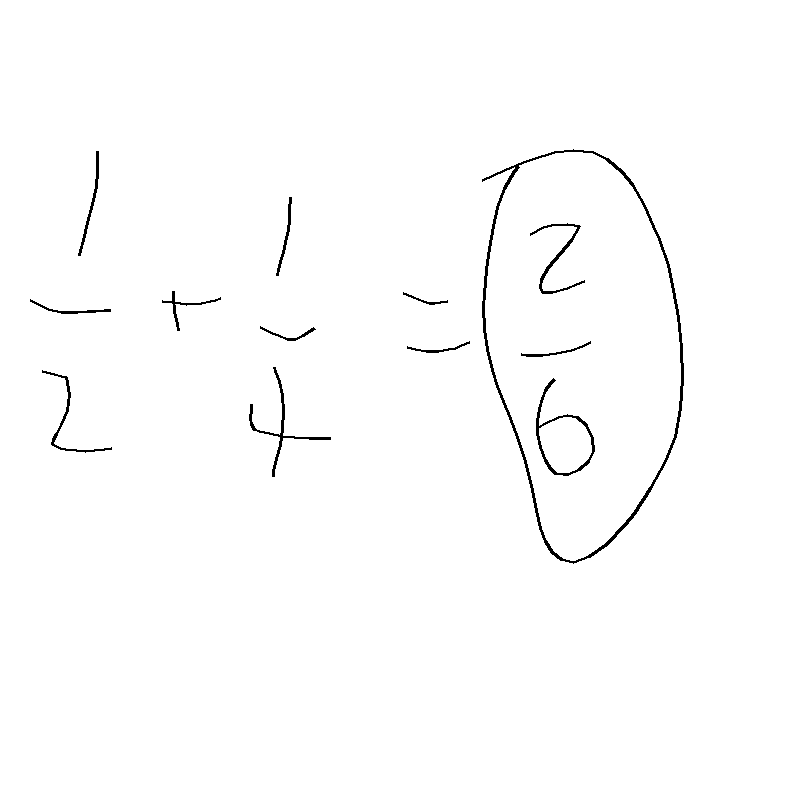 1/2 + 1/4 = 2/6